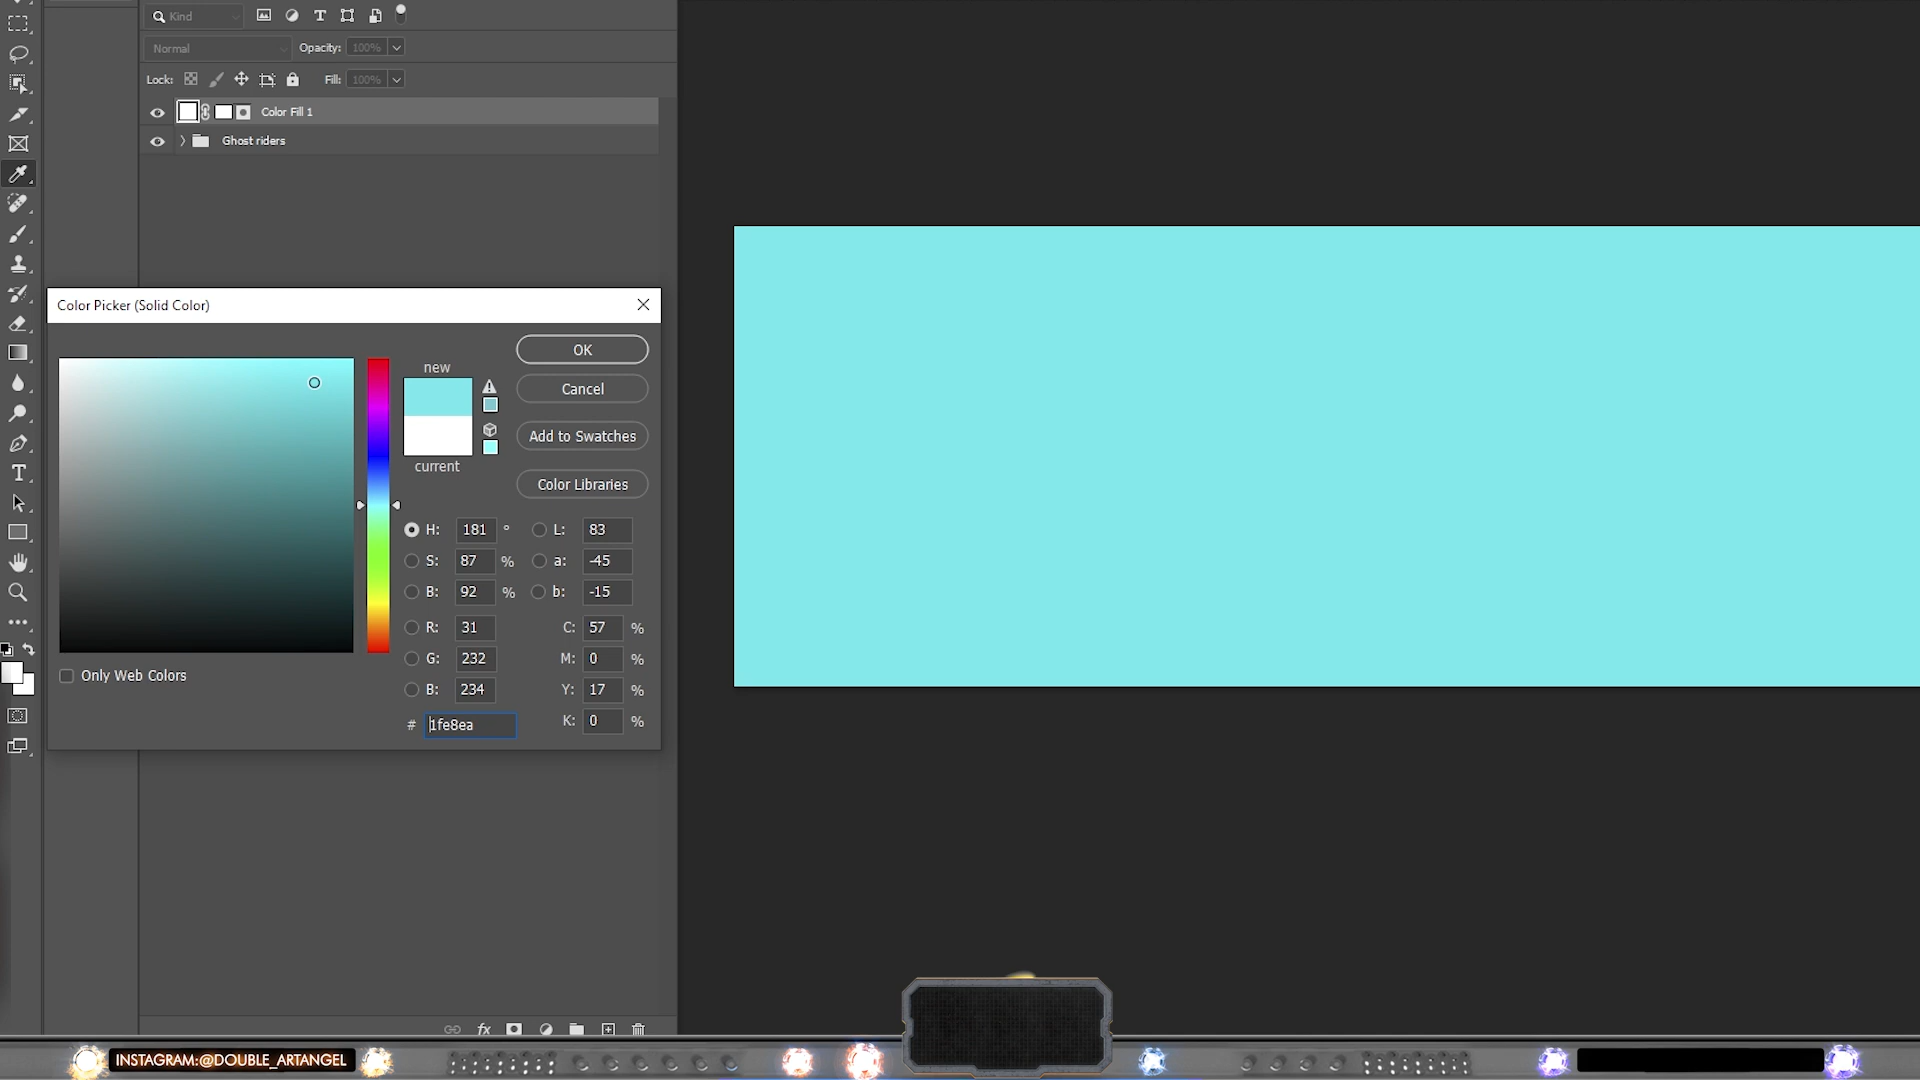 Kind
Normal
Opacity: 100%
Lock:
Fill: 100%
Color Fill 1
Ghost riders
Color Picker (Solid Color)
new
current
OK
Cancel
Add to Swatches
Color Libraries
H: 181 °
L: 83
S: 87 %
a: -45
B: 92 %
b: -15
R: 31
C: 57 %
G: 232
M: 0 %
B: 234
Y: 17 %
# 1fe8ea
K: 0 %
Only Web Colors
fx
INSTAGRAM:@DOUBLE_ARTANGEL